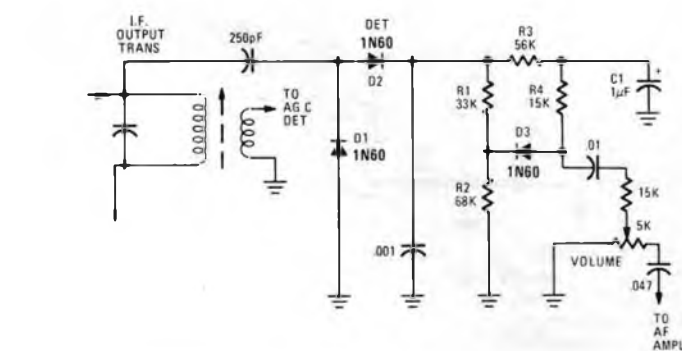 I.F.
OUTPUT
TRANS
250pF
TO
AG C
DET
DET
1N60
D2
D1
1N60
R3
56K
R1
33K
R4
15K
C1
1µF
+
D3
1N60
.01
R2
68K
15K
5K
.001
VOLUME
.047
TO
AF
AMPL